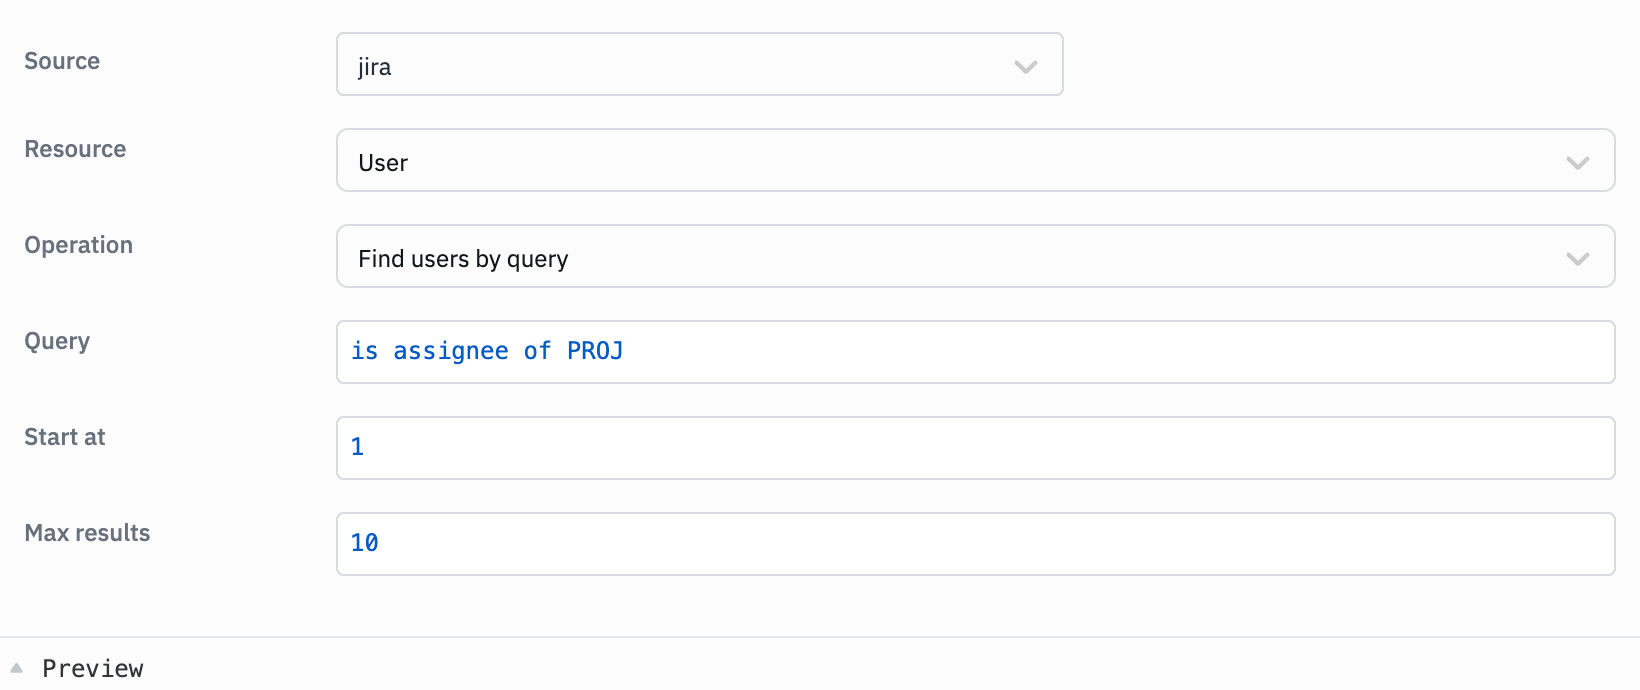 Source
jira
Resource
User
Operation
Find users by query
Query
is assignee of PROJ
Start at
1
Max results
10
Preview